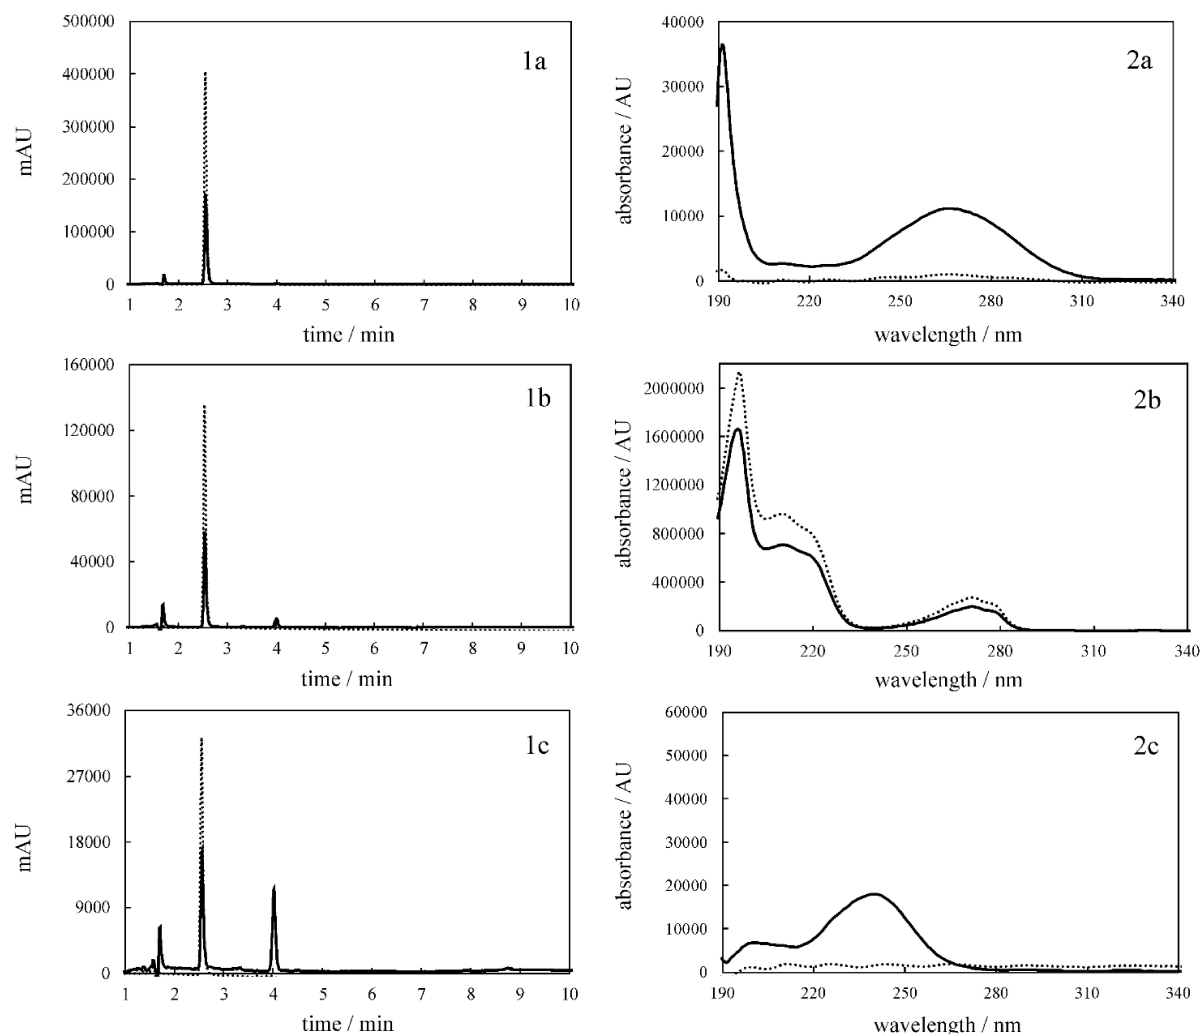 1a
mAU
500000
400000
300000
200000
100000
0
1 2 3 4 5 6 7 8 9 10
time / min
2a
absorbance / AU
40000
30000
20000
10000
0
190 220 250 280 310 340
wavelength / nm
1b
mAU
160000
120000
80000
40000
0
1 2 3 4 5 6 7 8 9 10
time / min
2b
absorbance / AU
2000000
1600000
1200000
800000
400000
0
190 220 250 280 310 340
wavelength / nm
1c
mAU
36000
27000
18000
9000
0
1 2 3 4 5 6 7 8 9 10
time / min
2c
absorbance / AU
60000
50000
40000
30000
20000
10000
0
190 220 250 280 310 340
wavelength / nm